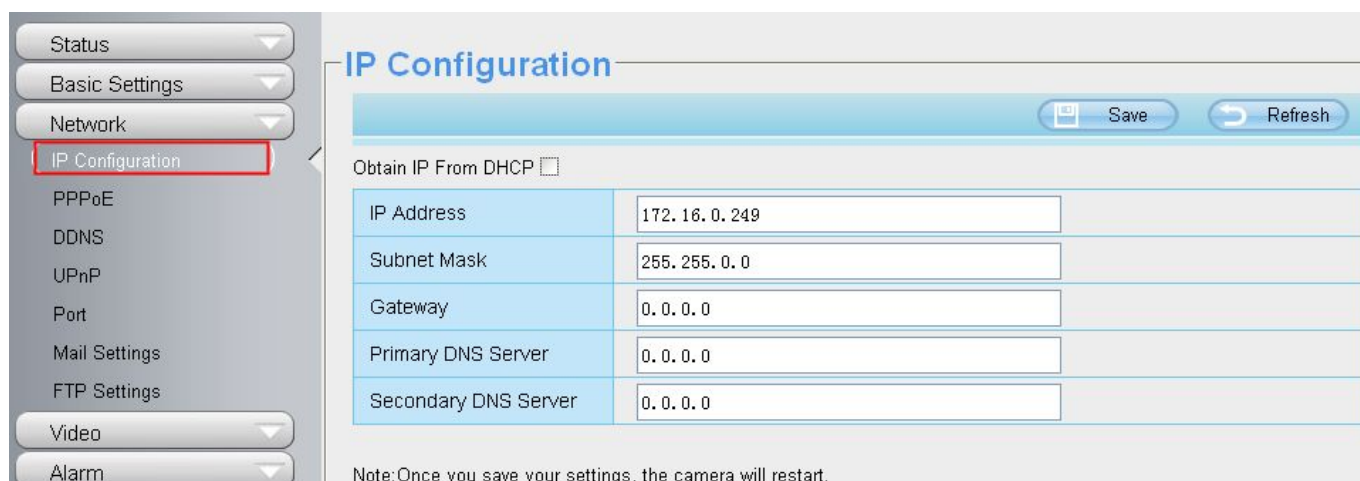 Status
Basic Settings
Network
IP Configuration
PPPoE
DDNS
UPnP
Port
Mail Settings
FTP Settings
Video
Alarm
IP Configuration
Save Refresh
Obtain IP From DHCP
IP Address 172.16.0.249
Subnet Mask 255.255.0.0
Gateway 0.0.0.0
Primary DNS Server 0.0.0.0
Secondary DNS Server 0.0.0.0
Note:Once you save your settings, the camera will restart.